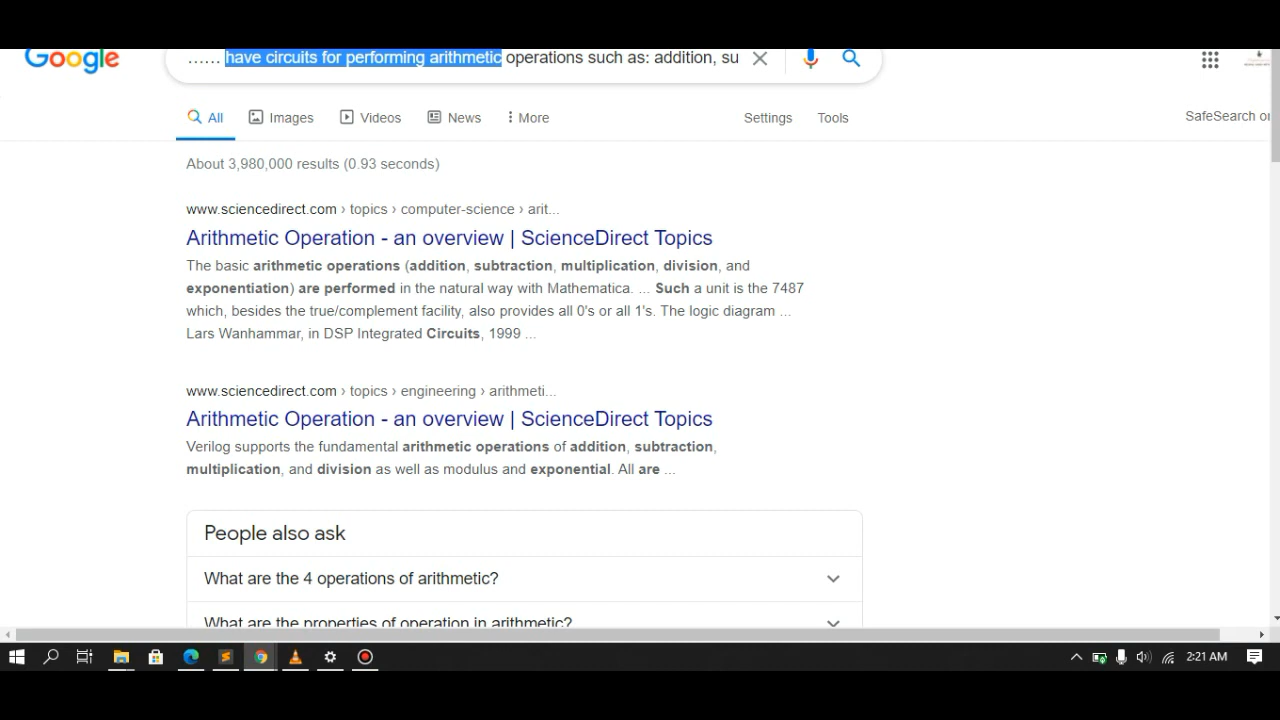 Google
...... have circuits for performing arithmetic operations such as: addition, su
All Images Videos News More Settings Tools SafeSearch
About 3,980,000 results (0.93 seconds)
www.sciencedirect.com › topics › computer-science › arit...
Arithmetic Operation - an overview | ScienceDirect Topics
The basic arithmetic operations (addition, subtraction, multiplication, division, and
exponentiation) are performed in the natural way with Mathematica. ... Such a unit is the 7487
which, besides the true/complement facility, also provides all 0's or all 1's. The logic diagram ...
Lars Wanhammar, in DSP Integrated Circuits, 1999 ...
www.sciencedirect.com › topics › engineering › arithmeti...
Arithmetic Operation - an overview | ScienceDirect Topics
Verilog supports the fundamental arithmetic operations of addition, subtraction,
multiplication, and division as well as modulus and exponential. All are ...
People also ask
What are the 4 operations of arithmetic?
What are the properties of operation in arithmetic?
2:21 AM